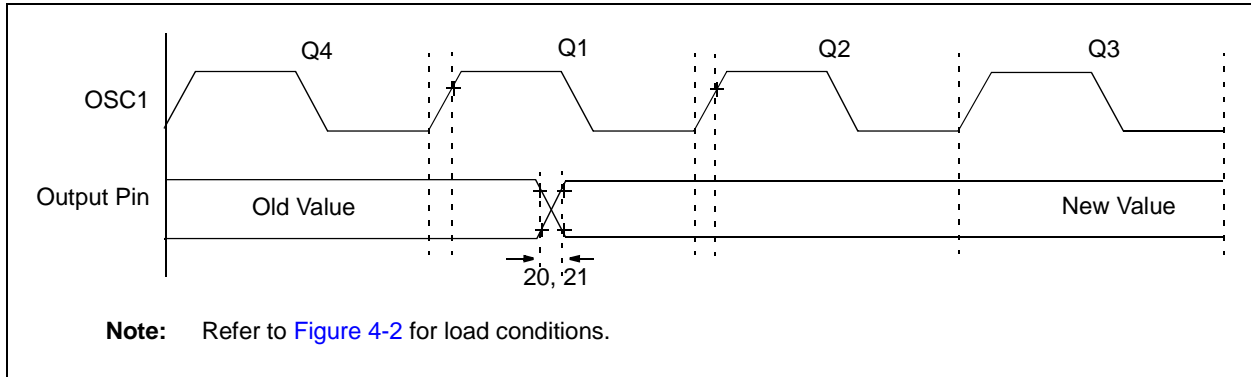 Q4 Q1 Q2 Q3
OSC1
Output Pin
Old Value
New Value
20, 21
Note: Refer to Figure 4-2 for load conditions.